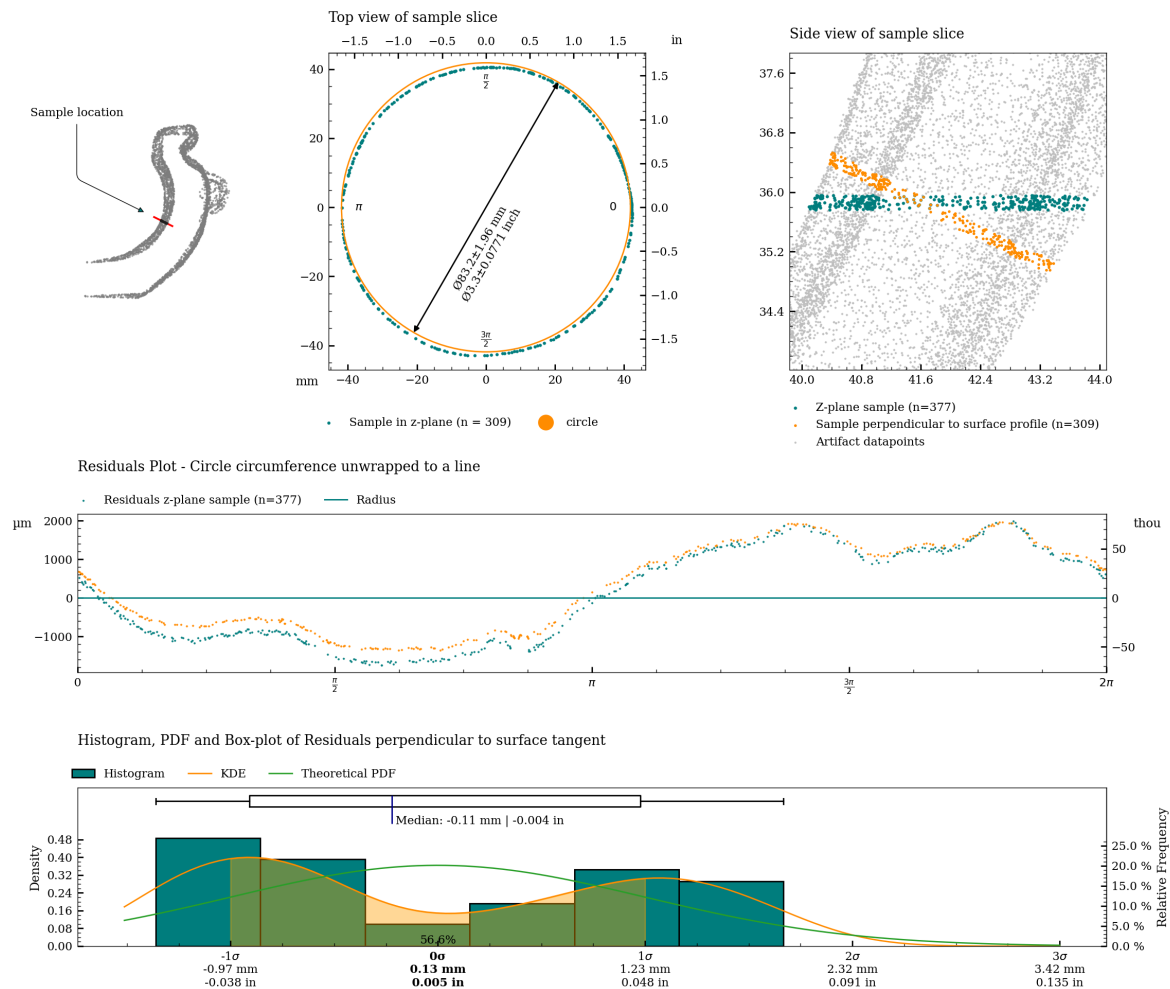 Top view of sample slice
−1.5 −1.0 −0.5 0.0 0.5 1.0 1.5 in
Side view of sample slice
Sample location
40 20 0 −20 −40
1.5 1.0 0.5 0.0 −0.5 −1.0 −1.5
π/2
π
0
3π/2
Ø83.2±1.96 mm
Ø3.3±0.0771 inch
mm −40 −20 0 20 40
37.6 36.8 36.0 35.2 34.4
40.0 40.8 41.6 42.4 43.2 44.0
Sample in z-plane (n = 309) circle
Z-plane sample (n=377)
Sample perpendicular to surface profile (n=309)
Artifact datapoints
Residuals Plot - Circle circumference unwrapped to a line
Residuals z-plane sample (n=377) Radius
µm 2000 1000 0 −1000
thou 50 0 −50
0 π/2 π 3π/2 2π
Histogram, PDF and Box-plot of Residuals perpendicular to surface tangent
Histogram KDE Theoretical PDF
Median: -0.11 mm | -0.004 in
Density
0.48 0.40 0.32 0.24 0.16 0.08 0.00
25.0 % 20.0 % 15.0 % 10.0 % 5.0 % 0.0 %
Relative Frequency
56.6%
-1σ 0σ 1σ 2σ 3σ
-0.97 mm 0.13 mm 1.23 mm 2.32 mm 3.42 mm
-0.038 in 0.005 in 0.048 in 0.091 in 0.135 in